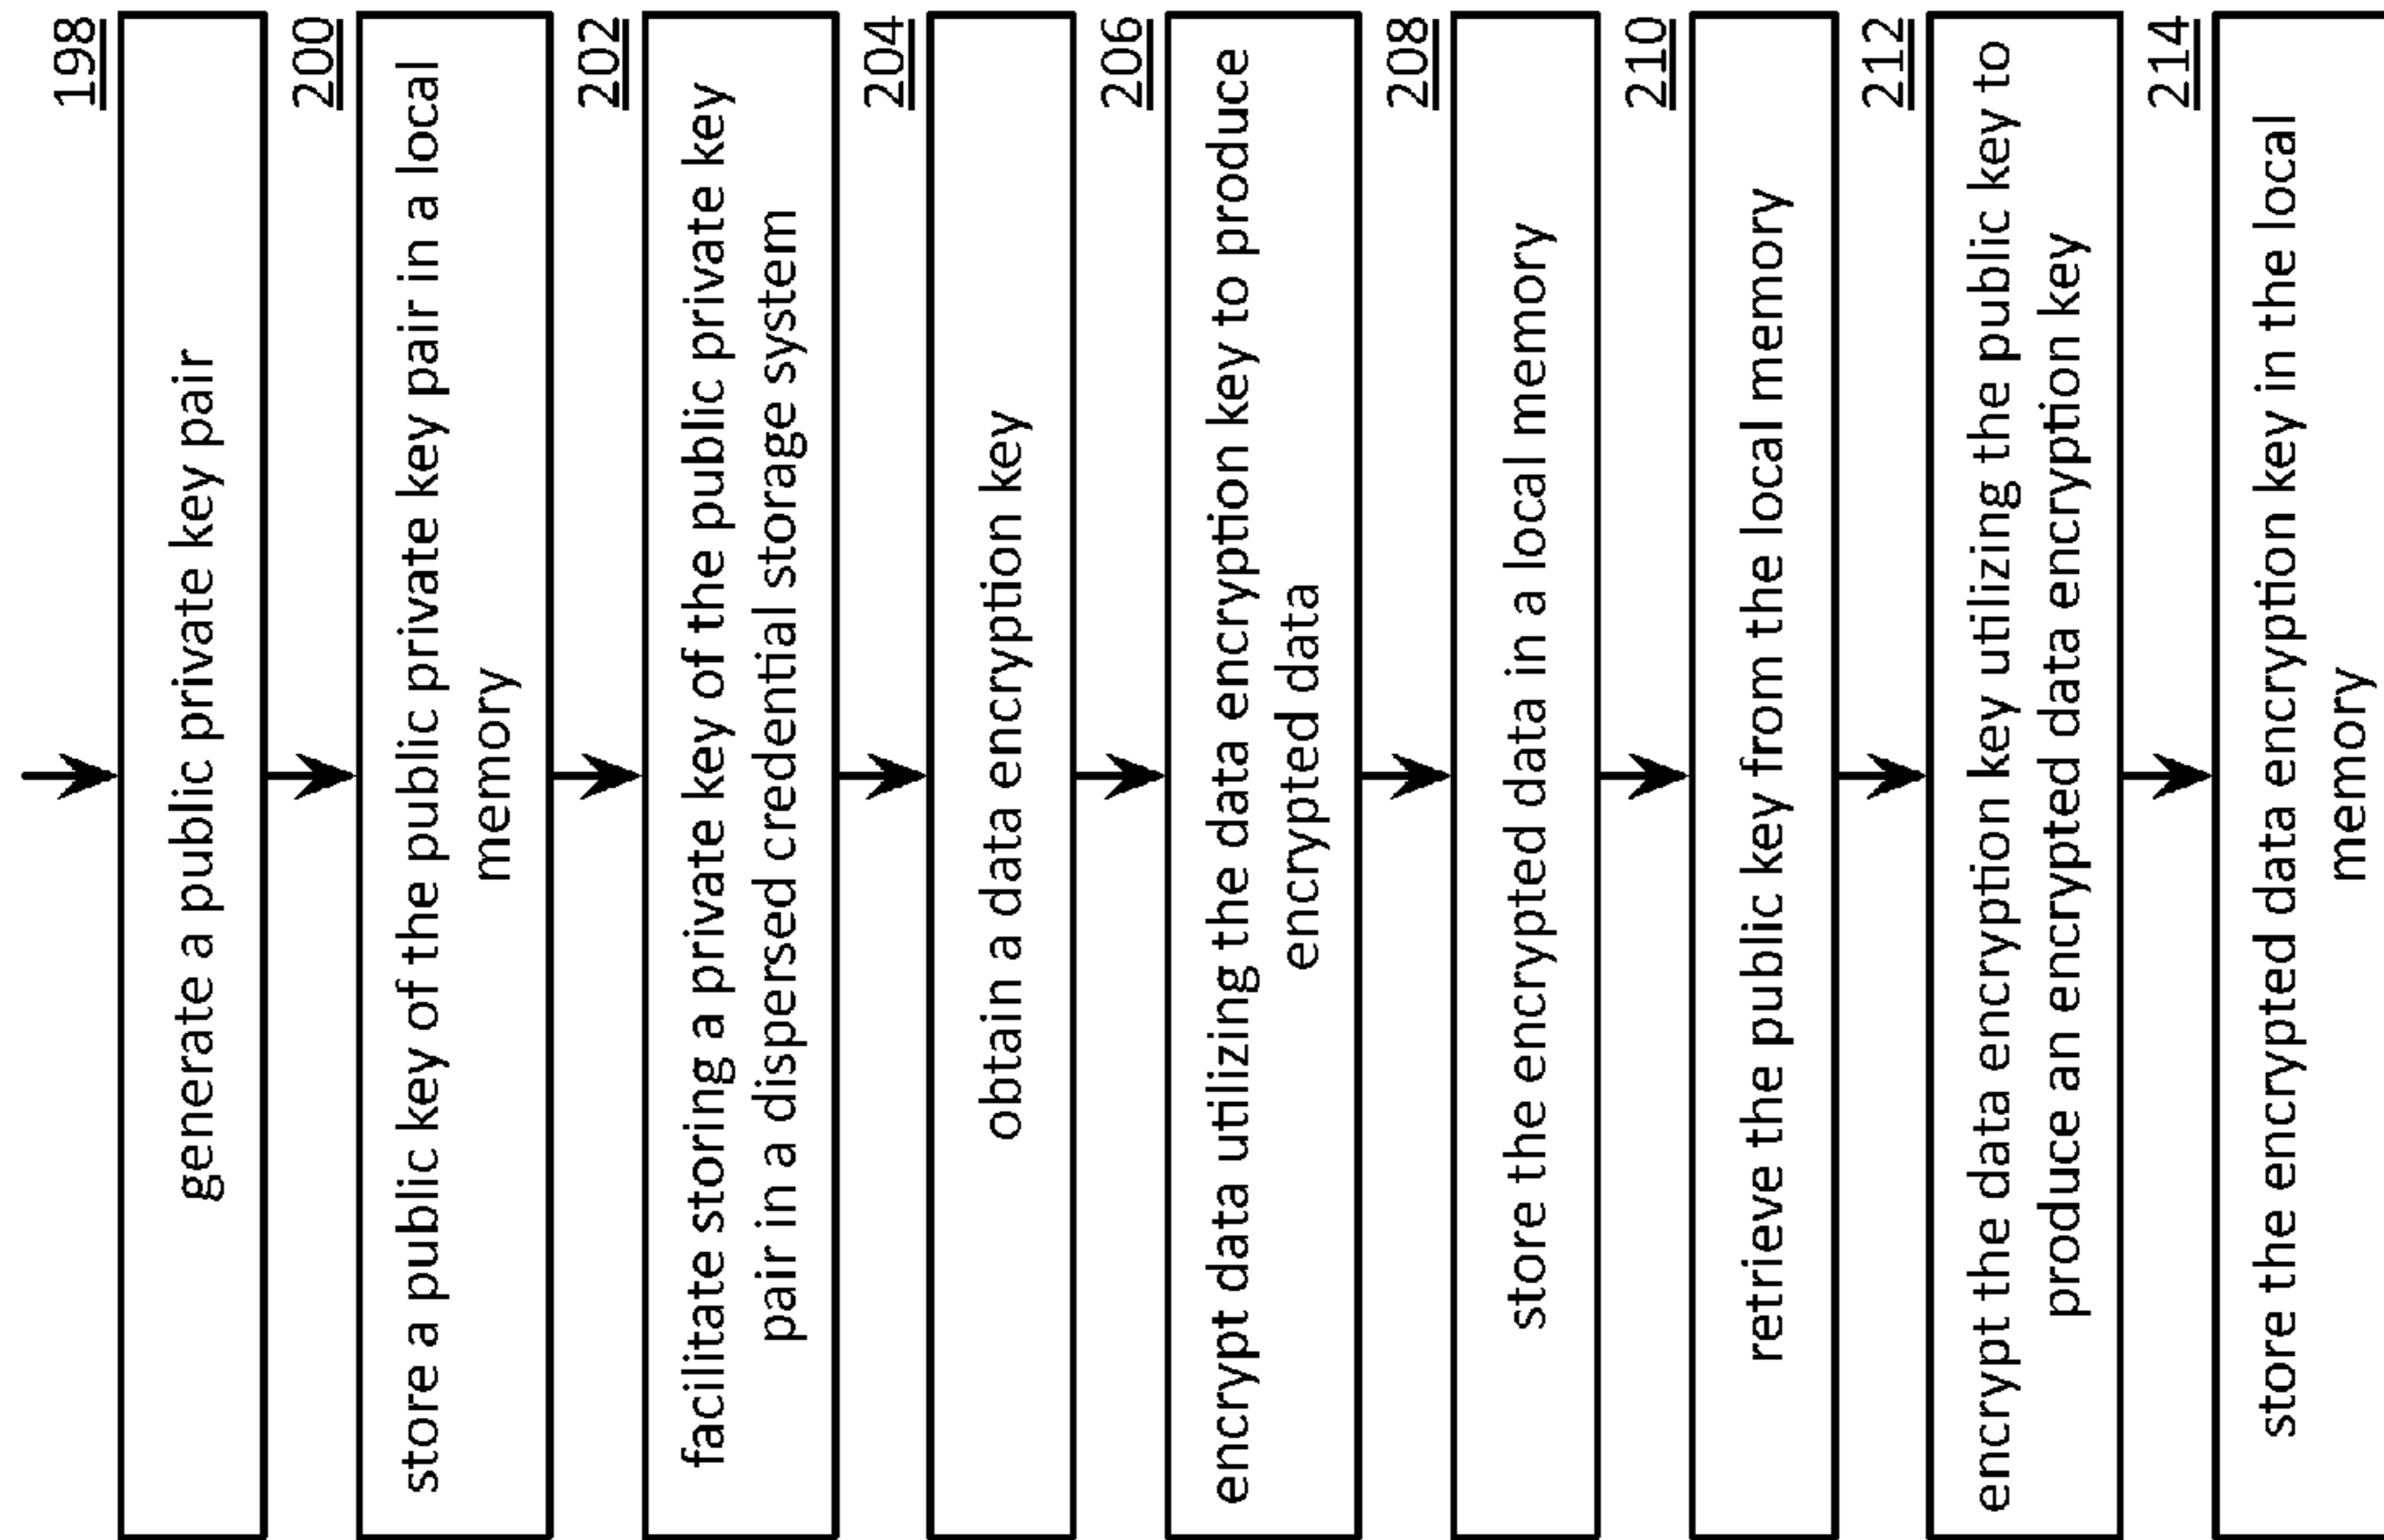 198
generate a public private key pair
200
store a public key of the public private key pair in a local
memory
202
facilitate storing a private key of the public private key
pair in a dispersed credential storage system
204
obtain a data encryption key
206
encrypt data utilizing the data encryption key to produce
encrypted data
208
store the encrypted data in a local memory
210
retrieve the public key from the local memory
212
encrypt the data encryption key utilizing the public key to
produce an encrypted data encryption key
214
store the encrypted data encryption key in the local
memory